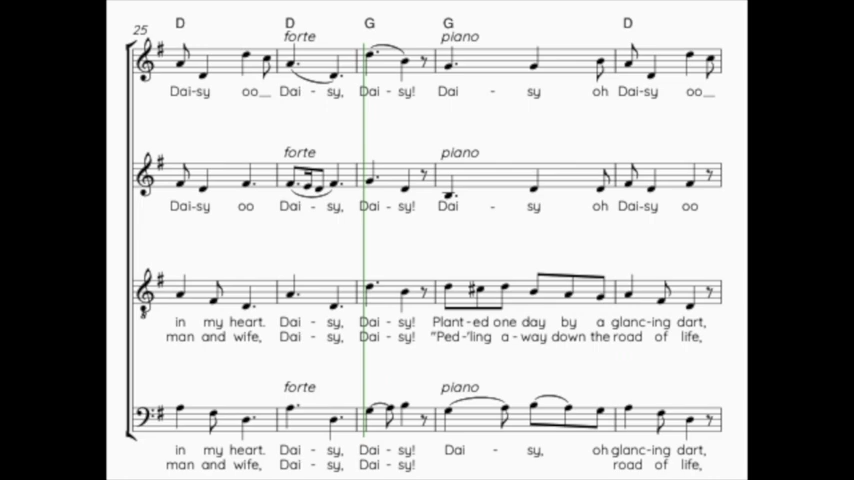 25
D D G G D
forte piano
Dai-sy oo__ Dai - sy, Dai - sy! Dai - sy oh Dai-sy oo__
forte piano
Dai-sy oo Dai - sy, Dai - sy! Dai - sy oh Dai-sy oo
in my heart. Dai - sy, Dai - sy! Plant-ed one day by a glanc-ing dart,
man and wife, Dai - sy, Dai - sy! "Ped-'ling a-way down the road of life,
forte piano
in my heart. Dai - sy, Dai - sy! Dai - sy, oh glanc-ing dart,
man and wife, Dai - sy, Dai - sy! road of life,